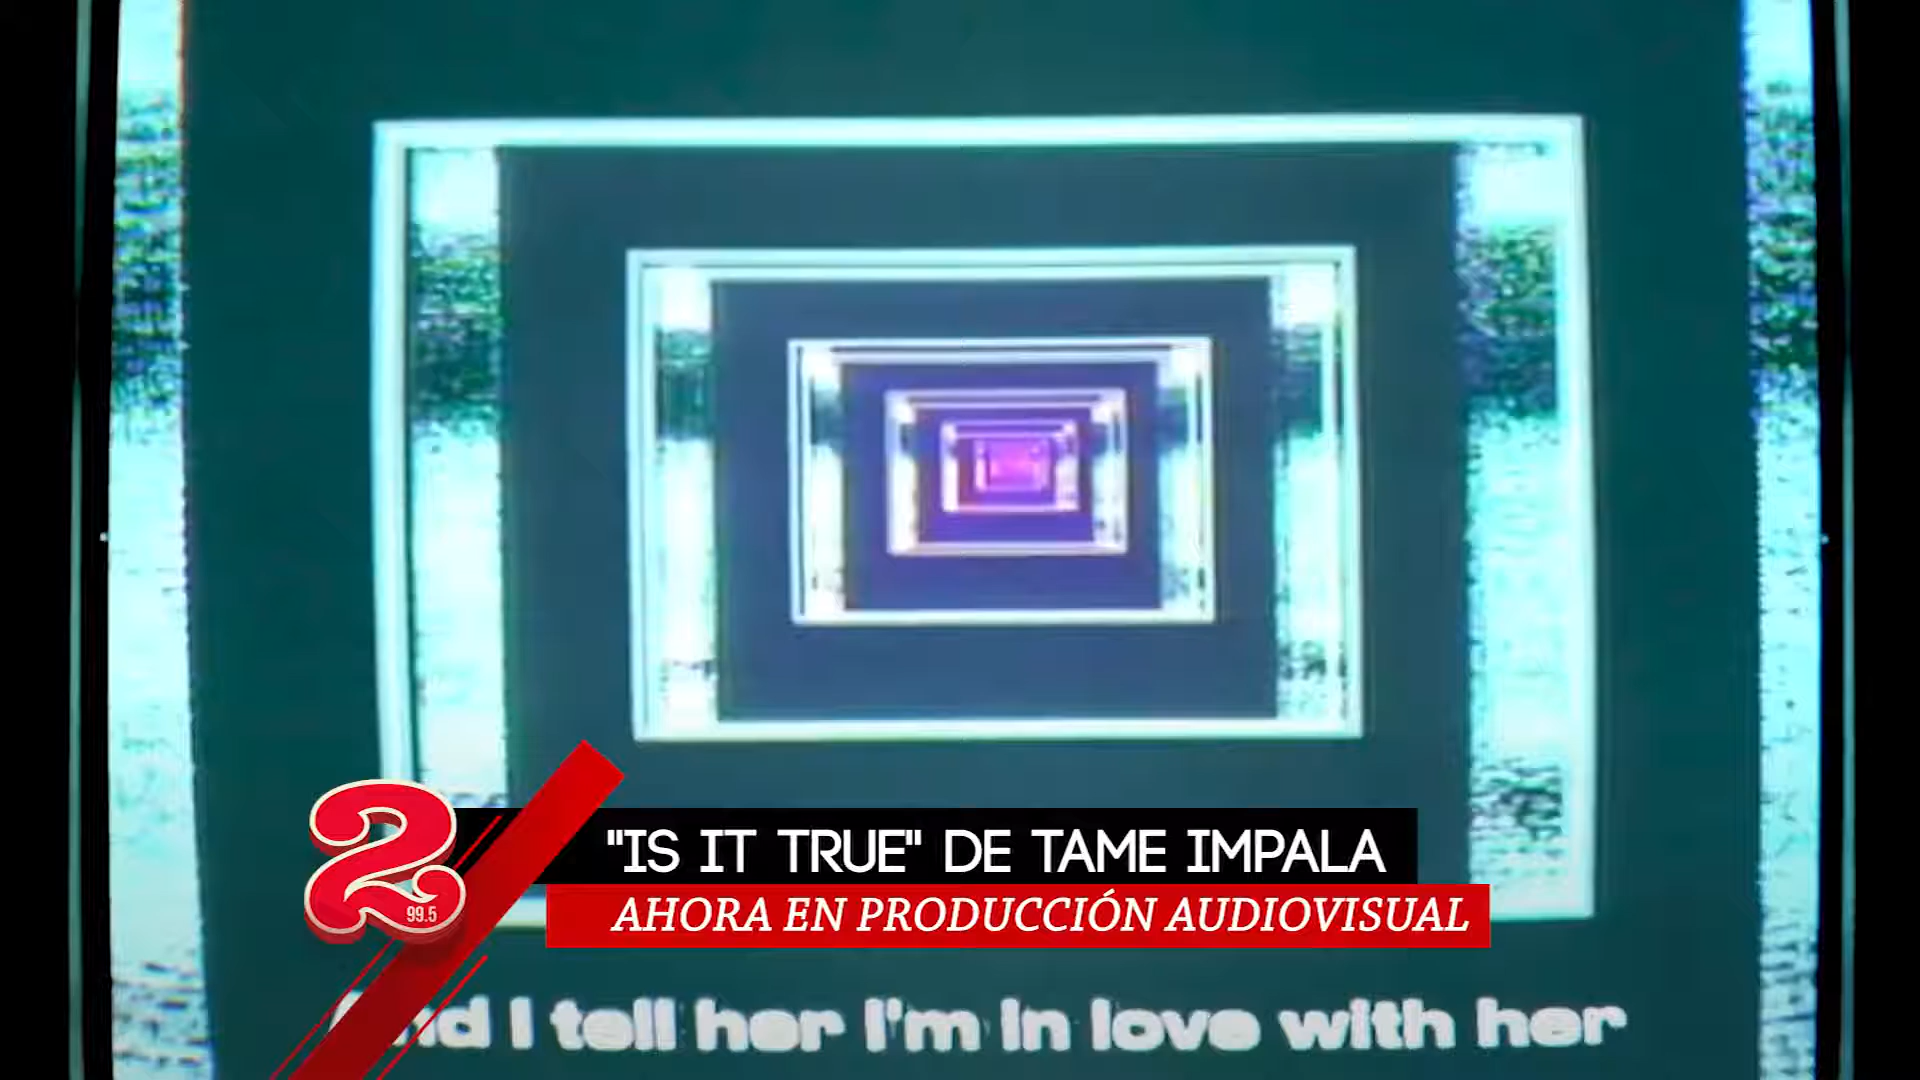 "IS IT TRUE" DE TAME IMPALA
2
99.5
AHORA EN PRODUCCIÓN AUDIOVISUAL
And I tell her I'm in love with her